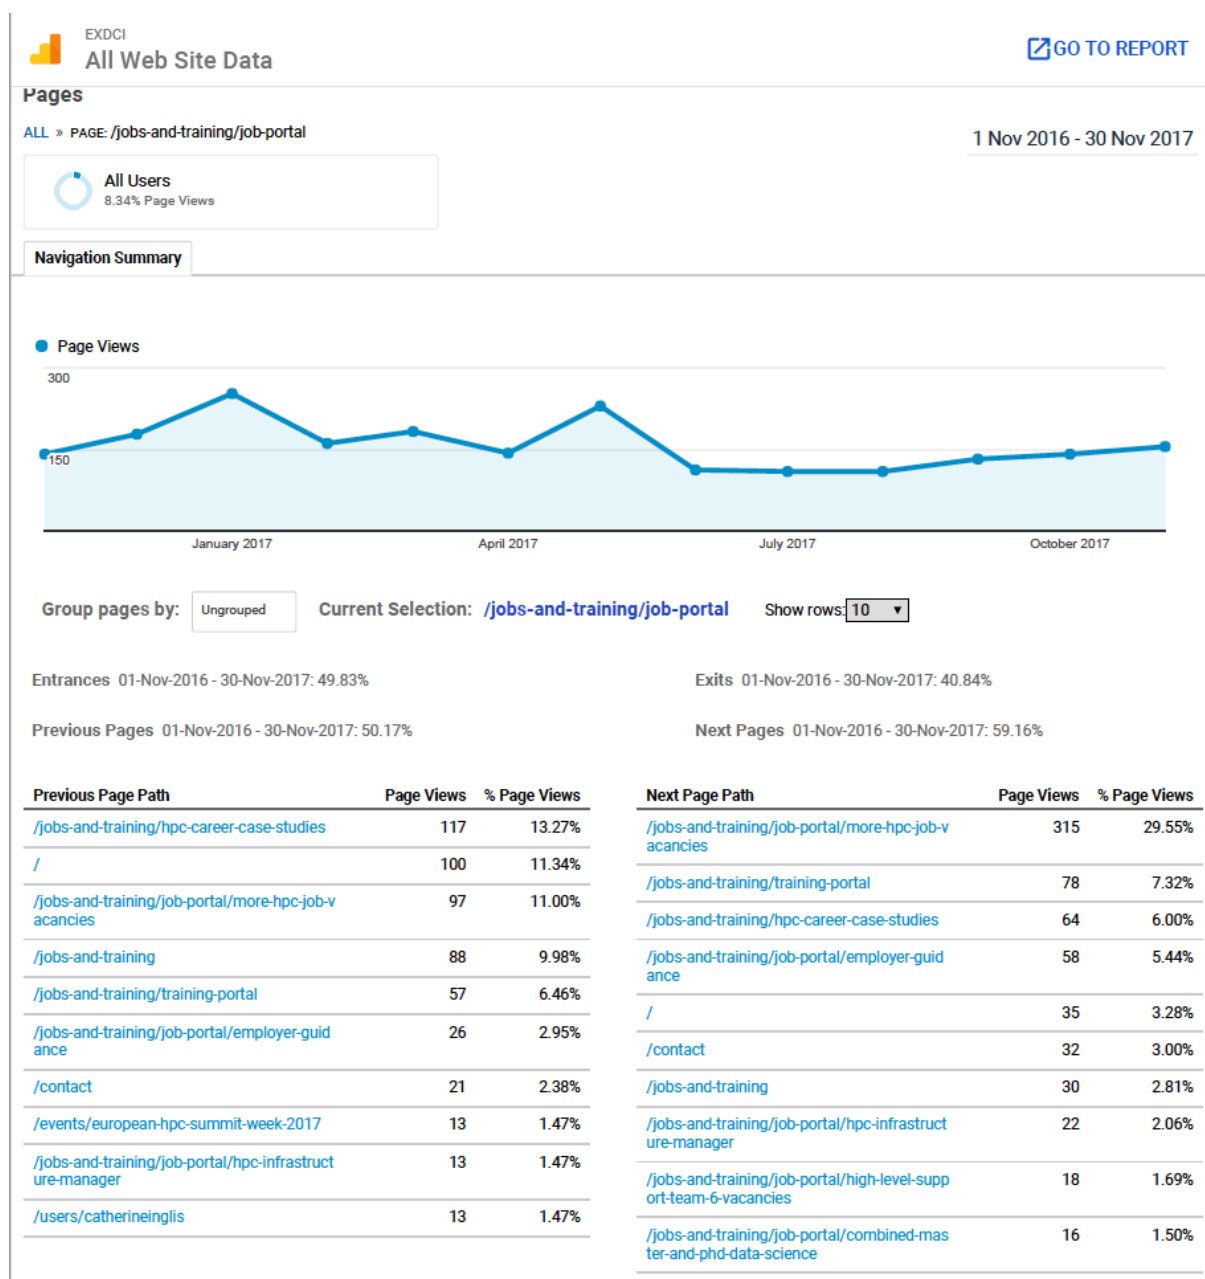 EXDCI
All Web Site Data
GO TO REPORT
Pages
ALL » PAGE: /jobs-and-training/job-portal
1 Nov 2016 - 30 Nov 2017
All Users
8.34% Page Views
Navigation Summary
Page Views
300
150
January 2017 April 2017 July 2017 October 2017
Group pages by: Ungrouped Current Selection: /jobs-and-training/job-portal Show rows: 10
Entrances 01-Nov-2016 - 30-Nov-2017: 49.83% Exits 01-Nov-2016 - 30-Nov-2017: 40.84%
Previous Pages 01-Nov-2016 - 30-Nov-2017: 50.17% Next Pages 01-Nov-2016 - 30-Nov-2017: 59.16%
Previous Page Path Page Views % Page Views
/jobs-and-training/hpc-career-case-studies 117 13.27%
/ 100 11.34%
/jobs-and-training/job-portal/more-hpc-job-v 97 11.00%
acancies
/jobs-and-training 88 9.98%
/jobs-and-training/training-portal 57 6.46%
/jobs-and-training/job-portal/employer-guid 26 2.95%
ance
/contact 21 2.38%
/events/european-hpc-summit-week-2017 13 1.47%
/jobs-and-training/job-portal/hpc-infrastruct 13 1.47%
ure-manager
/users/catherineinglis 13 1.47%
Next Page Path Page Views % Page Views
/jobs-and-training/job-portal/more-hpc-job-v 315 29.55%
acancies
/jobs-and-training/training-portal 78 7.32%
/jobs-and-training/hpc-career-case-studies 64 6.00%
/jobs-and-training/job-portal/employer-guid 58 5.44%
ance
/ 35 3.28%
/contact 32 3.00%
/jobs-and-training 30 2.81%
/jobs-and-training/job-portal/hpc-infrastruct 22 2.06%
ure-manager
/jobs-and-training/job-portal/high-level-supp 18 1.69%
ort-team-6-vacancies
/jobs-and-training/job-portal/combined-mas 16 1.50%
ter-and-phd-data-science